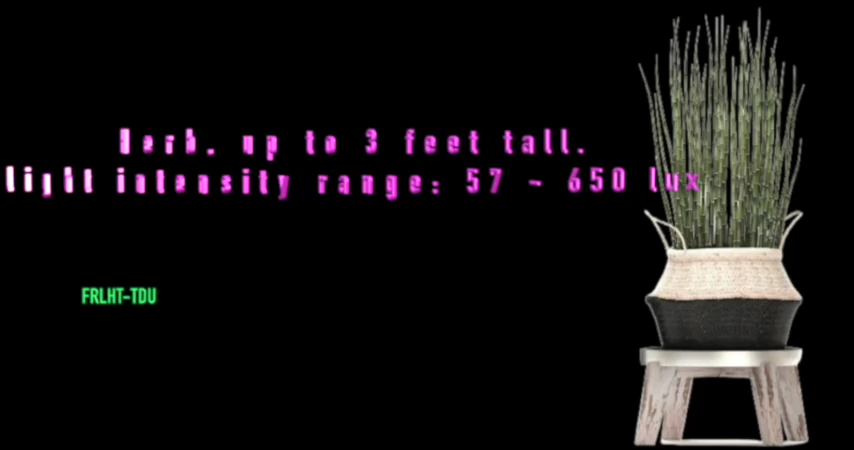 Herb. up to 3 feet tall.
light intensity range: 57 - 650 lux
FRLHT-TDU